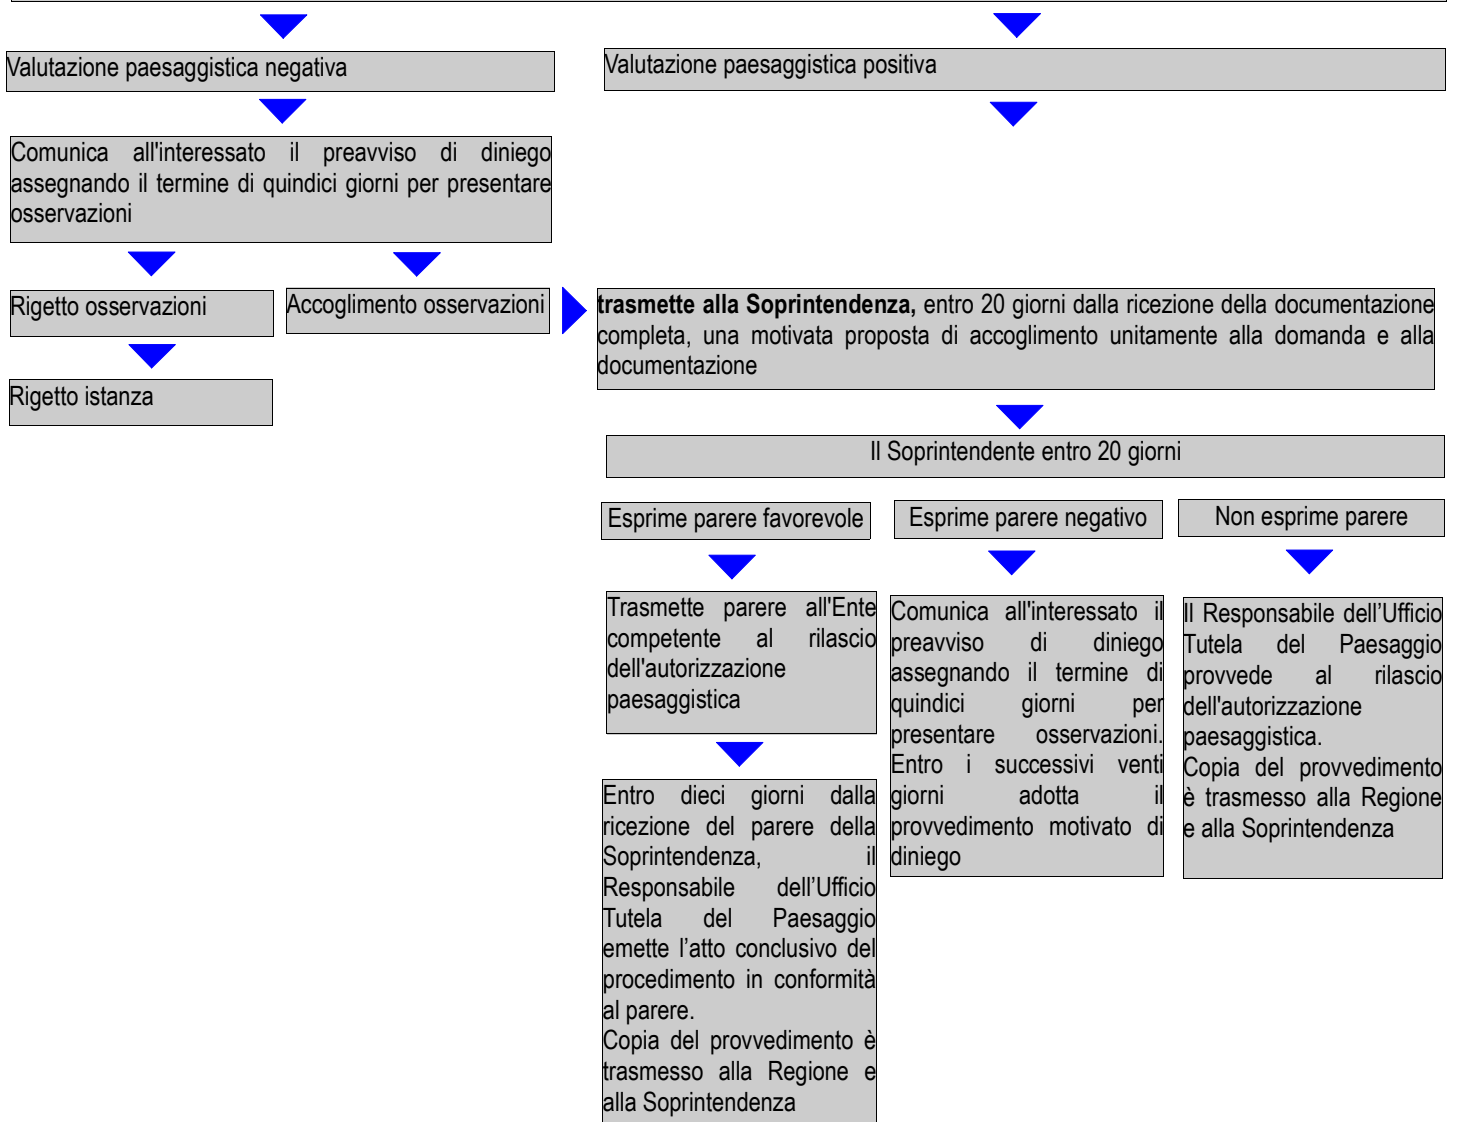 Valutazione paesaggistica negativa
Valutazione paesaggistica positiva
Comunica all'interessato il preavviso di diniego
assegnando il termine di quindici giorni per presentare
osservazioni
Rigetto osservazioni
Accoglimento osservazioni
trasmette alla Soprintendenza, entro 20 giorni dalla ricezione della documentazione
completa, una motivata proposta di accoglimento unitamente alla domanda e alla
documentazione
Rigetto istanza
Il Soprintendente entro 20 giorni
Esprime parere favorevole
Esprime parere negativo
Non esprime parere
Trasmette parere all'Ente
competente al rilascio
dell'autorizzazione
paesaggistica
Entro dieci giorni dalla
ricezione del parere della
Soprintendenza, il
Responsabile dell’Ufficio
Tutela del Paesaggio
emette l’atto conclusivo del
procedimento in conformità
al parere.
Copia del provvedimento è
trasmesso alla Regione e
alla Soprintendenza
Comunica all'interessato il
preavviso di diniego
assegnando il termine di
quindici giorni per
presentare osservazioni.
Entro i successivi venti
giorni adotta il
provvedimento motivato di
diniego
Il Responsabile dell’Ufficio
Tutela del Paesaggio
provvede al rilascio
dell'autorizzazione
paesaggistica.
Copia del provvedimento
è trasmesso alla Regione
e alla Soprintendenza